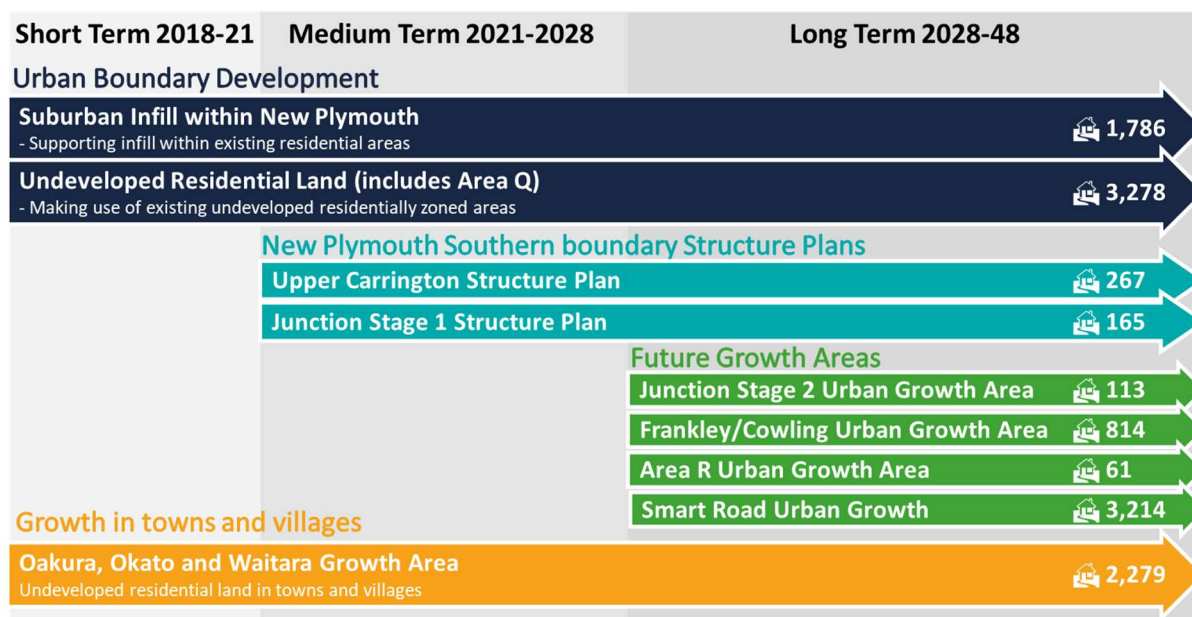 Short Term 2018-21 Medium Term 2021-2028 Long Term 2028-48
Urban Boundary Development
Suburban Infill within New Plymouth
- Supporting infill within existing residential areas
1,786
Undeveloped Residential Land (includes Area Q)
- Making use of existing undeveloped residentially zoned areas
3,278
New Plymouth Southern boundary Structure Plans
Upper Carrington Structure Plan 267
Junction Stage 1 Structure Plan 165
Future Growth Areas
Junction Stage 2 Urban Growth Area 113
Frankley/Cowling Urban Growth Area 814
Area R Urban Growth Area 61
Smart Road Urban Growth 3,214
Growth in towns and villages
Oakura, Okato and Waitara Growth Area
Undeveloped residential land in towns and villages
2,279